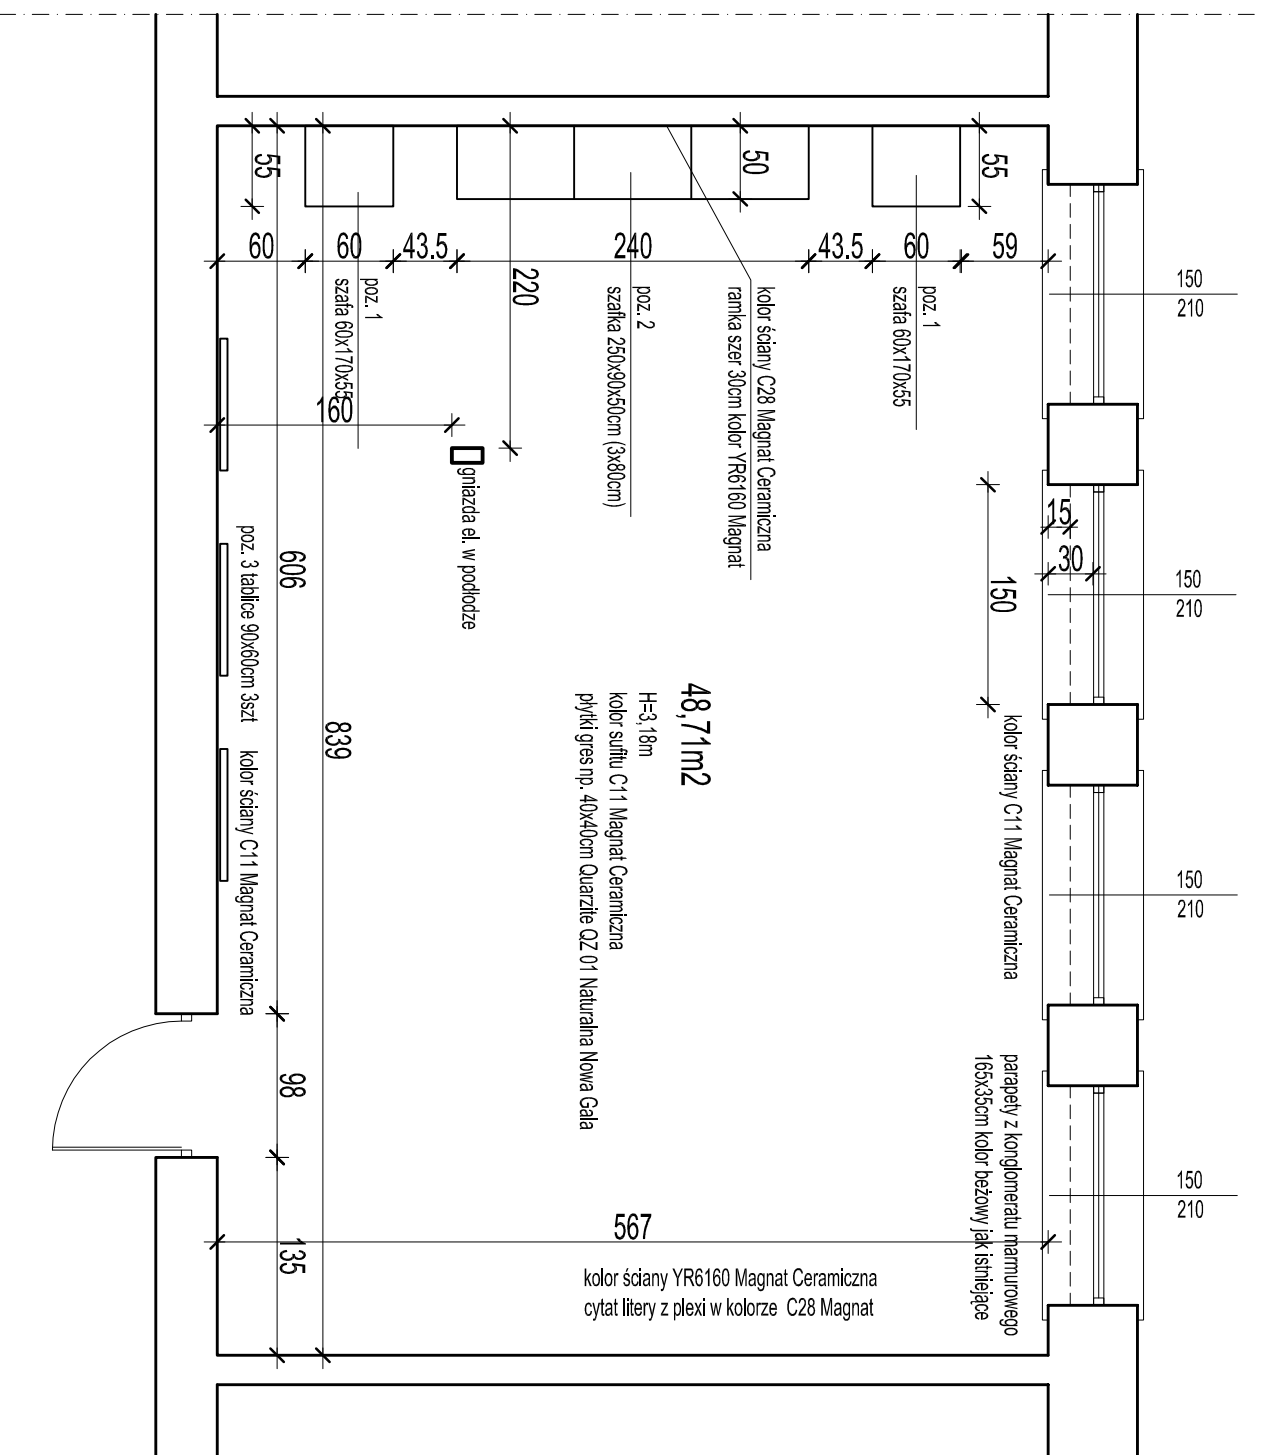 55
50
55
60
60
43.5
240
43.5
60
59
220
poz. 1
szafa 60x170x55
poz. 2
szafka 250x90x50cm (3x80cm)
kolor ściany C28 Magnat Ceramiczna
ramka szer 30cm kolor YR6160 Magnat
poz. 1
szafa 60x170x55
150
210
160
gniazda el. w podłodze
15
30
150
150
210
606
poz. 3 tablice 90x60cm 3szt
kolor ściany C11 Magnat Ceramiczna
839
48,71m2
H=3,18m
kolor sufitu C11 Magnat Ceramiczna
płytki gres np. 40x40cm Quarzite QZ 01 Naturalna Nowa Gala
kolor ściany C11 Magnat Ceramiczna
150
210
98
parapety z konglomeratu marmurowego
165x35cm kolor beżowy jak istniejące
150
210
135
567
kolor ściany YR6160 Magnat Ceramiczna
cytat litery z plexi w kolorze C28 Magnat